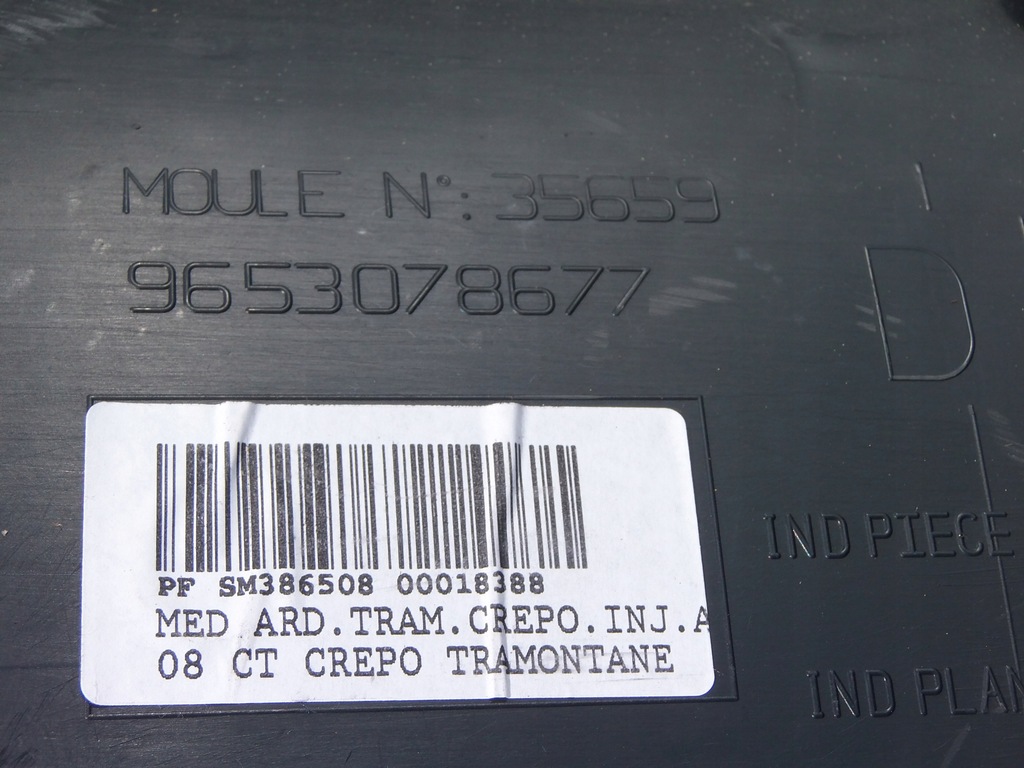 MOULE N°: 35659
9653078677
D
PF SM386508 00018388
MED ARD.TRAM.CREPO.INJ.A
08 CT CREPO TRAMONTANE
IND PIECE
IND PLAN